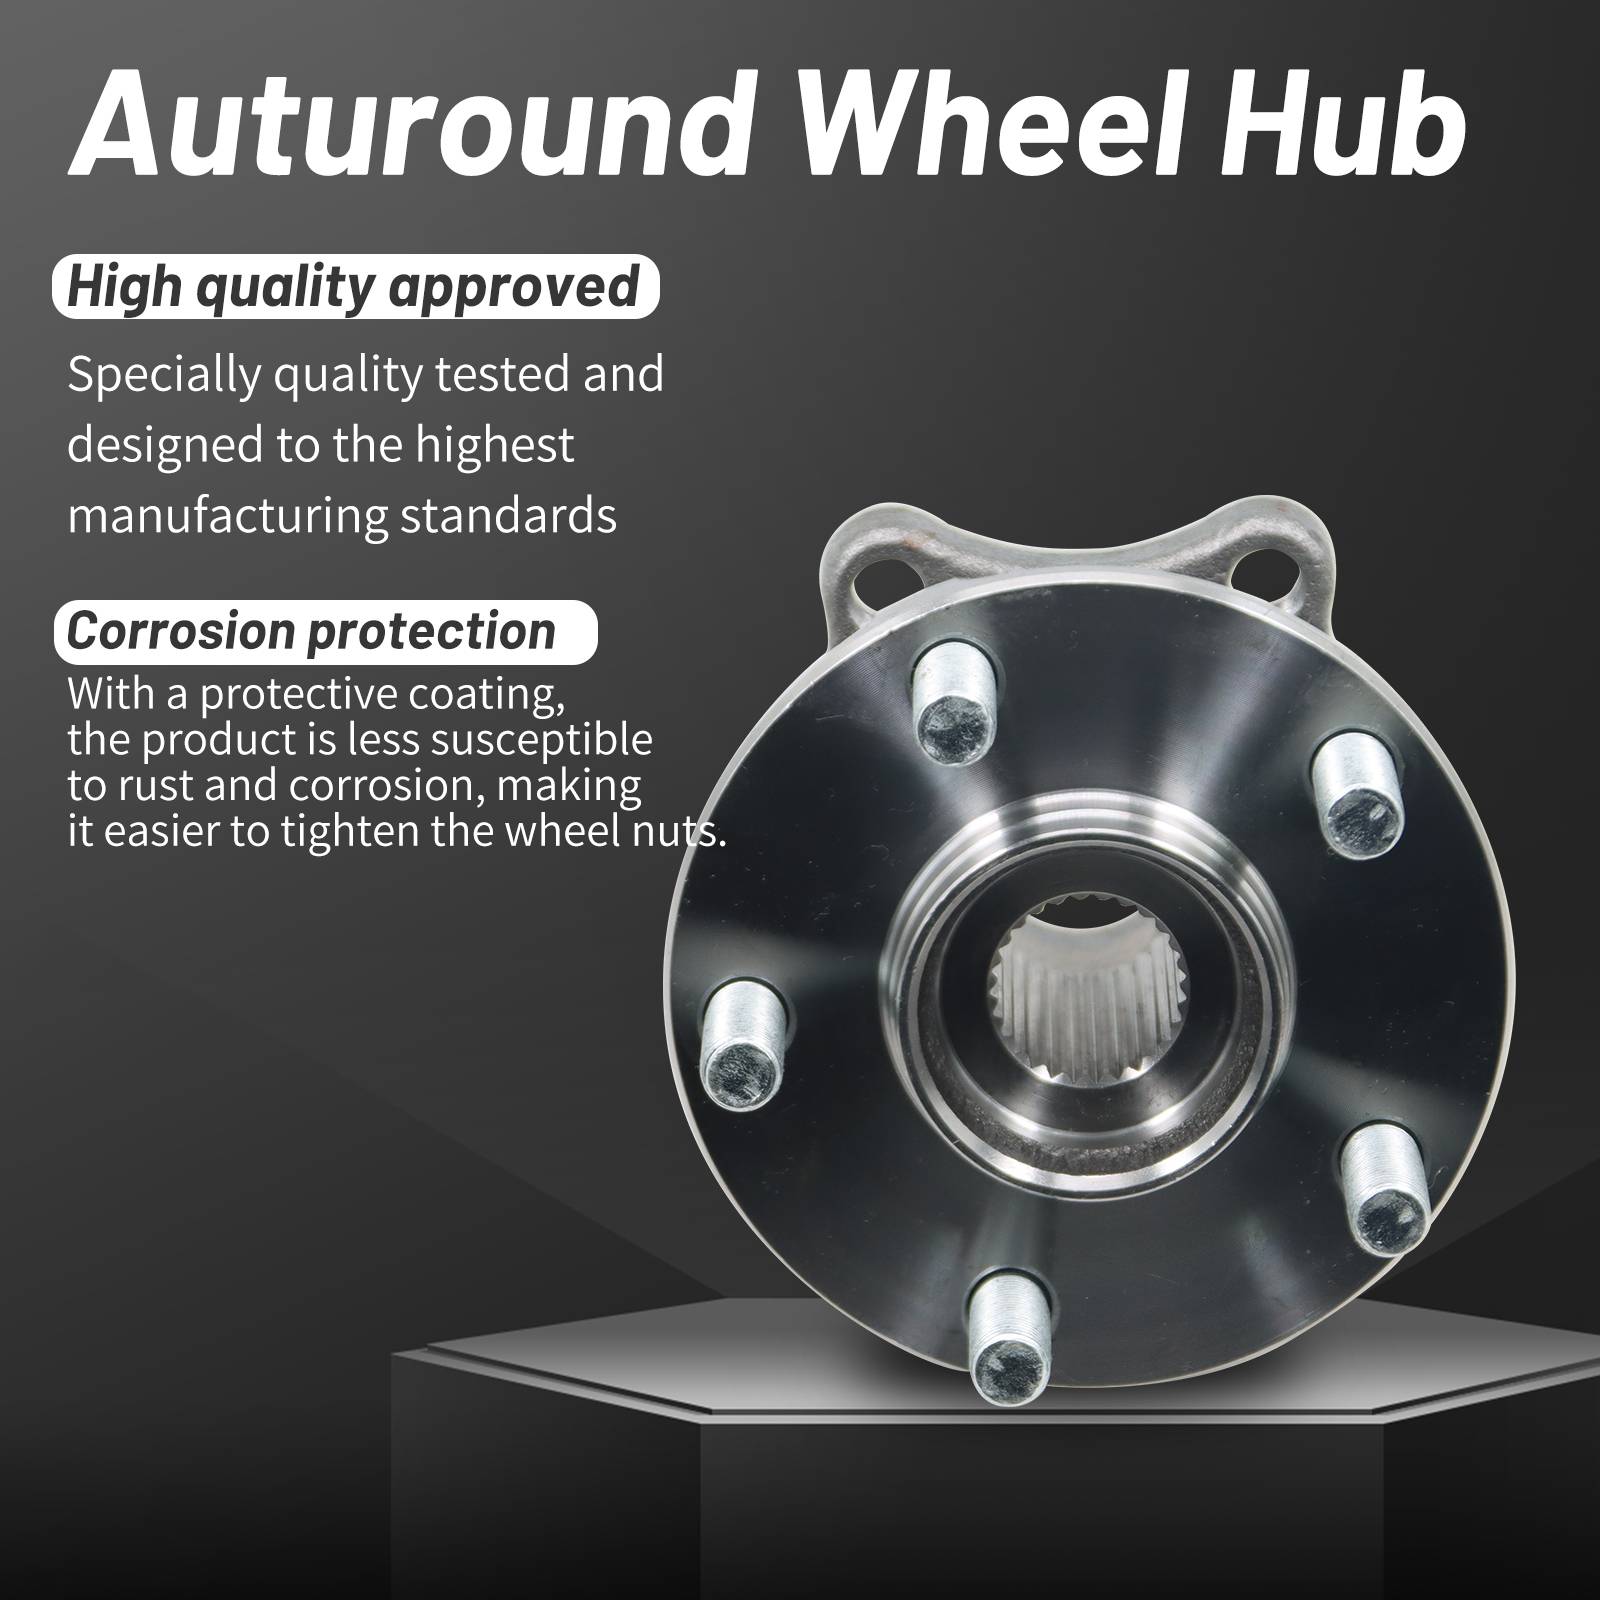 Auturound Wheel Hub
High quality approved
Specially quality tested and
designed to the highest
manufacturing standards
Corrosion protection
With a protective coating,
the product is less susceptible
to rust and corrosion, making
it easier to tighten the wheel nuts.